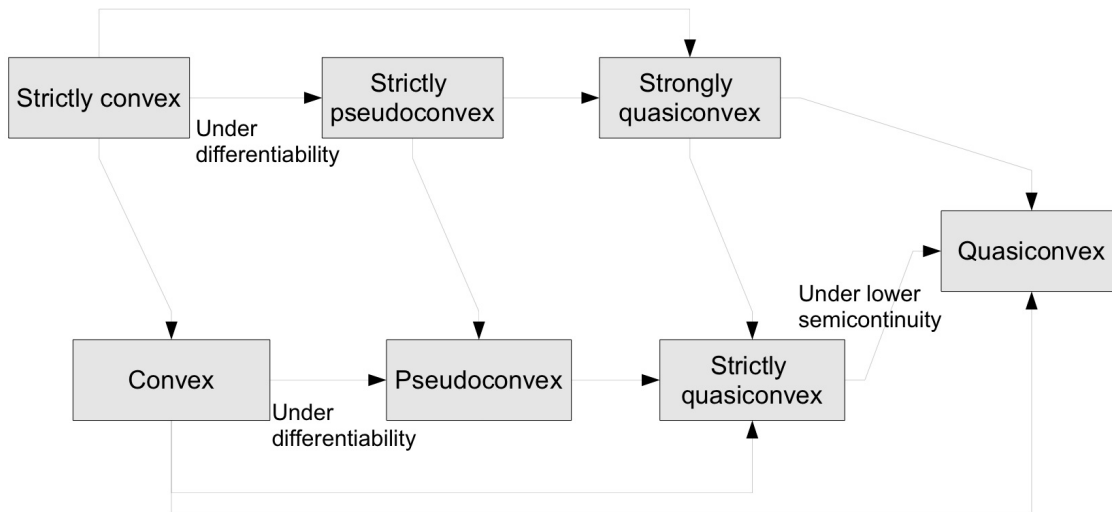 Strictly convex
Under
differentiability
Strictly
pseudoconvex
Strongly
quasiconvex
Quasiconvex
Under lower
semicontinuity
Convex
Under
differentiability
Pseudoconvex
Strictly
quasiconvex